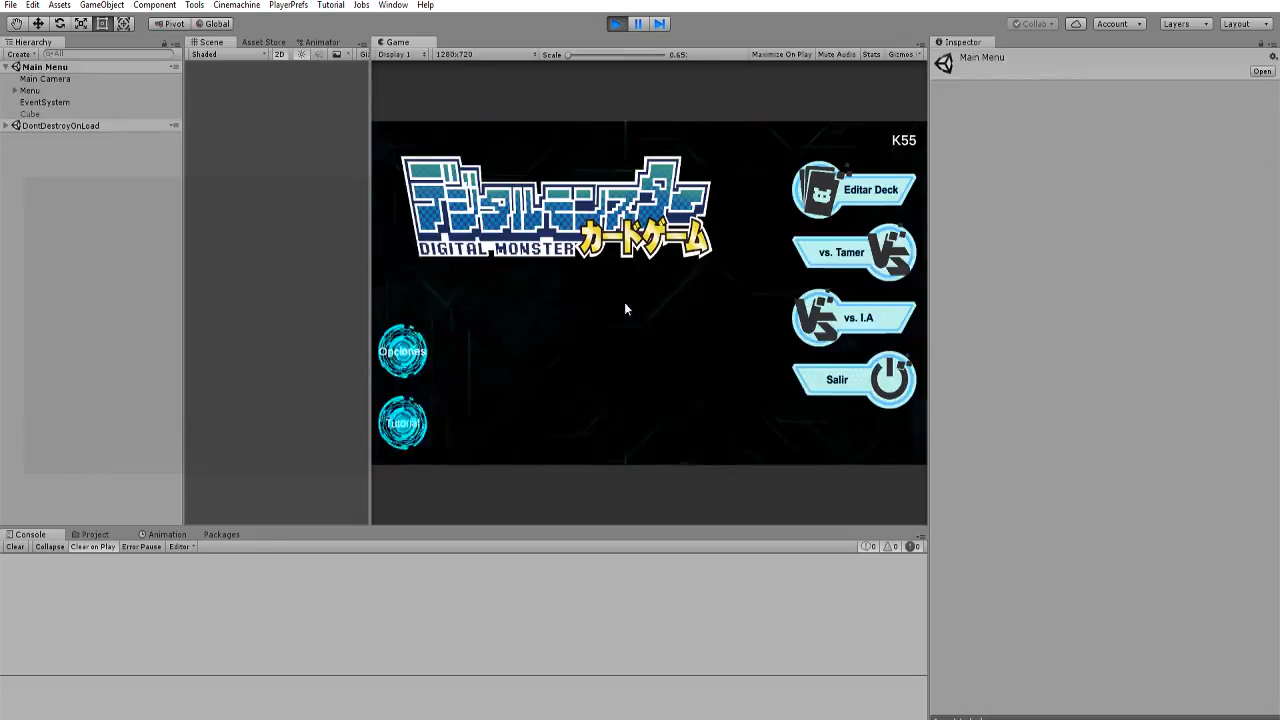 File Edit Assets GameObject Component Tools Cinemachine PlayerPrefs Tutorial Jobs Window Help
Pivot Global Collab Account Layers Layout
Hierarchy Scene Asset Store Animator Game Inspector
Create All Shaded 2D Gi Display 1 1280x720 Scale 0.65 Maximize On Play Mute Audio Stats Gizmos
Main Menu
Main Camera
Menu
EventSystem
Cube
DontDestroyOnLoad
K55
デジタルモンスター
DIGITAL MONSTER カードゲーム
Editar Deck
vs. Tamer VS
VS vs. I.A
Salir
Opciones
Tutorial
Main Menu
Open
Console Project Animation Packages
Clear Collapse Clear on Play Error Pause Editor 0 0 0